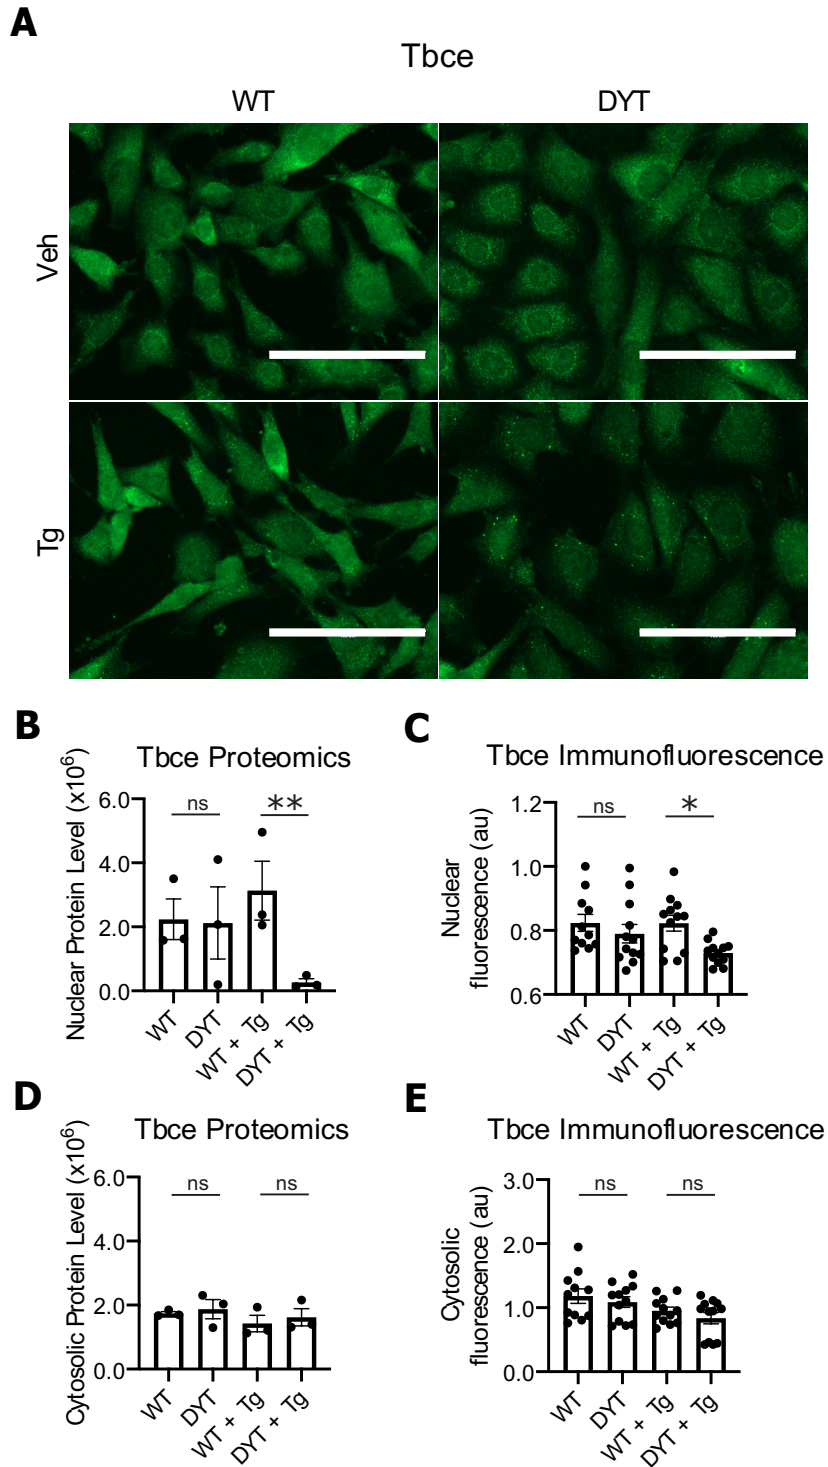 A
Tbce
WT DYT
Veh
Tg
B
Tbce Proteomics
Nuclear Protein Level (x10⁶)
6.0
4.0
2.0
0.0
ns
**
WT
DYT
WT + Tg
DYT + Tg
C
Tbce Immunofluorescence
Nuclear
fluorescence (au)
1.2
1.0
0.8
0.6
ns
*
WT
DYT
WT + Tg
DYT + Tg
D
Tbce Proteomics
Cytosolic Protein Level (x10⁶)
6.0
4.0
2.0
0.0
ns
ns
WT
DYT
WT + Tg
DYT + Tg
E
Tbce Immunofluorescence
Cytosolic
fluorescence (au)
3.0
2.0
1.0
0.0
ns
ns
WT
DYT
WT + Tg
DYT + Tg